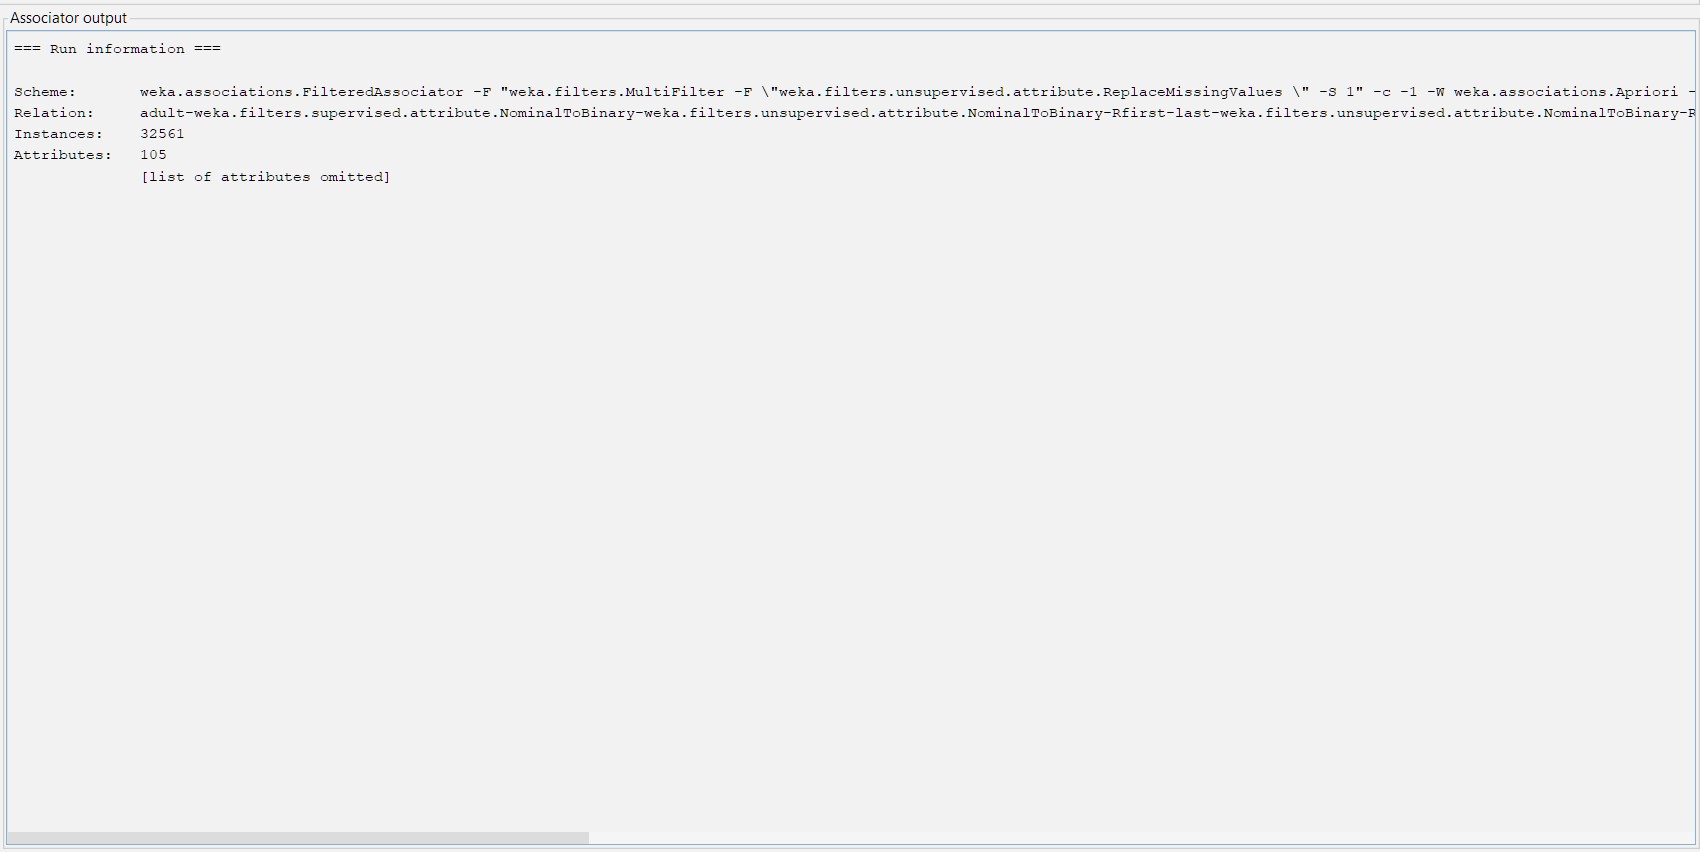 Associator output
=== Run information ===
Scheme: weka.associations.FilteredAssociator -F "weka.filters.MultiFilter -F \"weka.filters.unsupervised.attribute.ReplaceMissingValues \" -S 1" -c -1 -W weka.associations.Apriori -
Relation: adult-weka.filters.supervised.attribute.NominalToBinary-weka.filters.unsupervised.attribute.NominalToBinary-Rfirst-last-weka.filters.unsupervised.attribute.NominalToBinary-R
Instances: 32561
Attributes: 105
[list of attributes omitted]